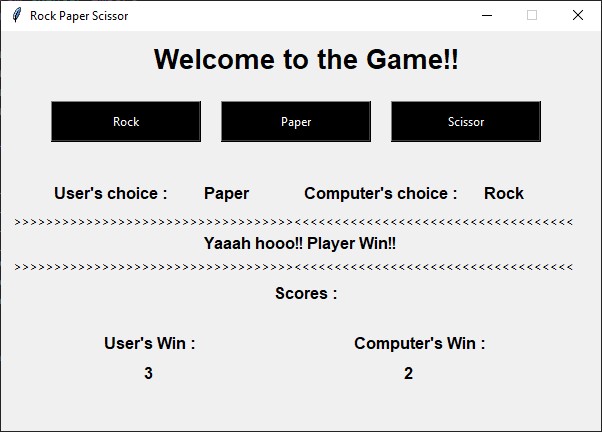 Rock Paper Scissor
Welcome to the Game!!
Rock Paper Scissor
User's choice : Paper Computer's choice : Rock
>>>>>>>>>>>>>>>>>>>>>>>>>>>>>>>>>>><<<<<<<<<<<<<<<<<<<<<<<<<<<<<<<<<<<
Yaaah hooo!! Player Win!!
>>>>>>>>>>>>>>>>>>>>>>>>>>>>>>>>>>><<<<<<<<<<<<<<<<<<<<<<<<<<<<<<<<<<<
Scores :
User's Win : Computer's Win :
3 2